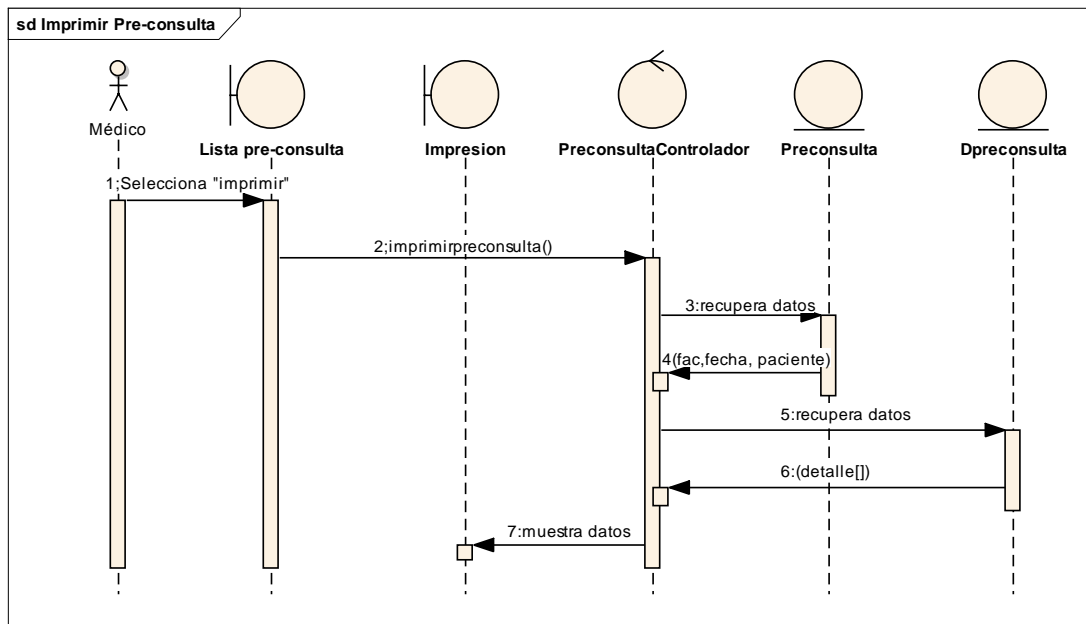 sd Imprimir Pre-consulta
Médico
Lista pre-consulta
Impresion
PreconsultaControlador
Preconsulta
Dpreconsulta
1;Selecciona "imprimir"
2;imprimirpreconsulta()
3:recupera datos
4(fac,fecha, paciente)
5:recupera datos
6:(detalle[])
7:muestra datos